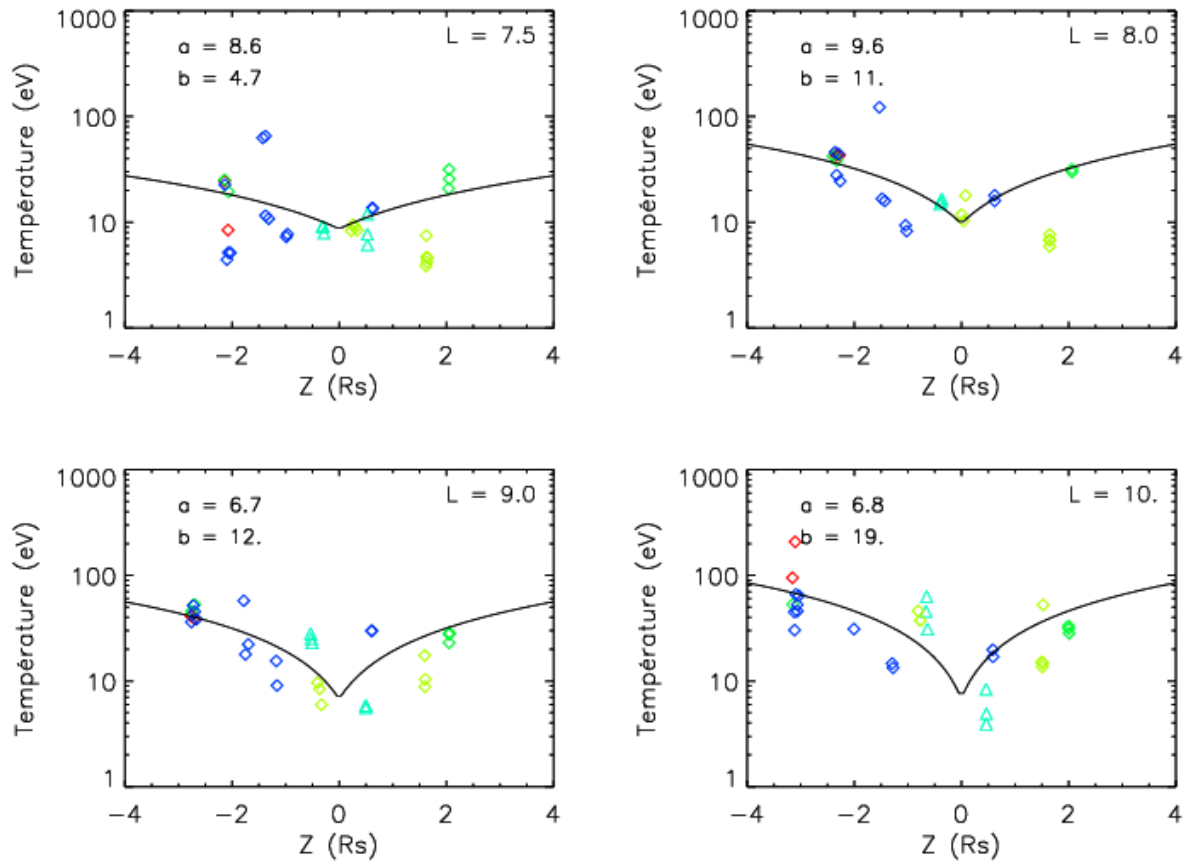 1000
a = 8.6
L = 7.5
b = 4.7
100
10
1
Température (eV)
−4 −2 0 2 4
Z (Rs)
1000
a = 9.6
L = 8.0
b = 11.
100
10
1
Température (eV)
−4 −2 0 2 4
Z (Rs)
1000
a = 6.7
L = 9.0
b = 12.
100
10
1
Température (eV)
−4 −2 0 2 4
Z (Rs)
1000
a = 6.8
L = 10.
b = 19.
100
10
1
Température (eV)
−4 −2 0 2 4
Z (Rs)